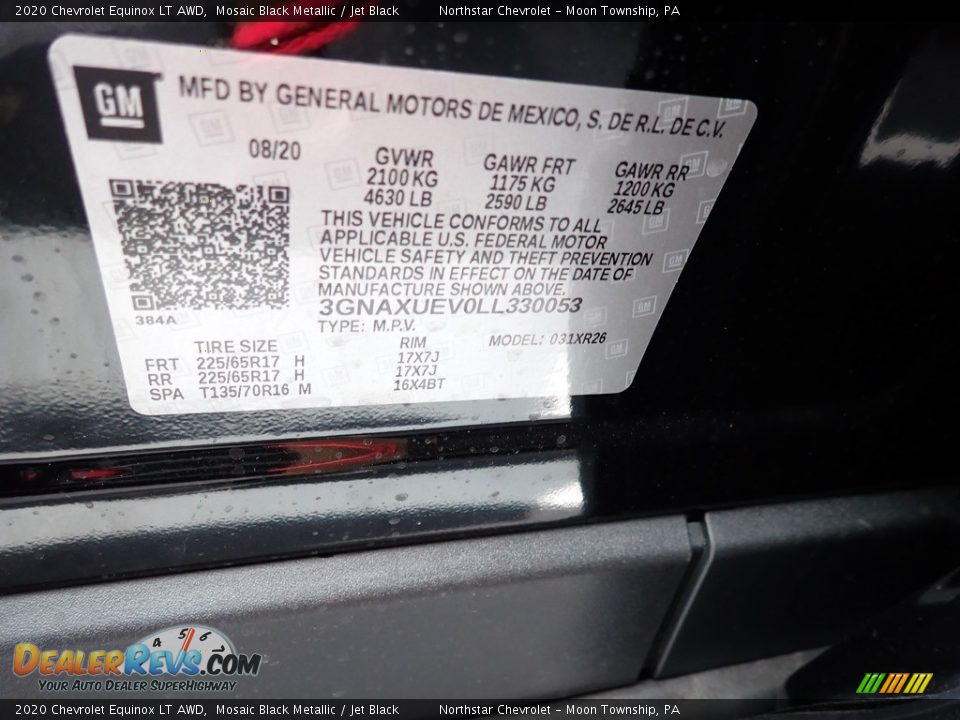 2020 Chevrolet Equinox LT AWD, Mosaic Black Metallic / Jet Black Northstar Chevrolet - Moon Township, PA
GM MFD BY GENERAL MOTORS DE MEXICO, S. DE R.L. DE C.V.
08/20 GVWR GAWR FRT GAWR RR
2100 KG 1175 KG 1200 KG
4630 LB 2590 LB 2645 LB
THIS VEHICLE CONFORMS TO ALL
APPLICABLE U.S. FEDERAL MOTOR
VEHICLE SAFETY AND THEFT PREVENTION
STANDARDS IN EFFECT ON THE DATE OF
MANUFACTURE SHOWN ABOVE.
3GNAXUEV0LL330053
384A
TYPE: M.P.V.
TIRE SIZE RIM MODEL: 031XR26
FRT 225/65R17 H 17X7J
RR 225/65R17 H 17X7J
SPA T135/70R16 M 16X4BT
4 5 6
DEALERREVS.COM
YOUR AUTO DEALER SUPERHIGHWAY
2020 Chevrolet Equinox LT AWD, Mosaic Black Metallic / Jet Black Northstar Chevrolet - Moon Township, PA